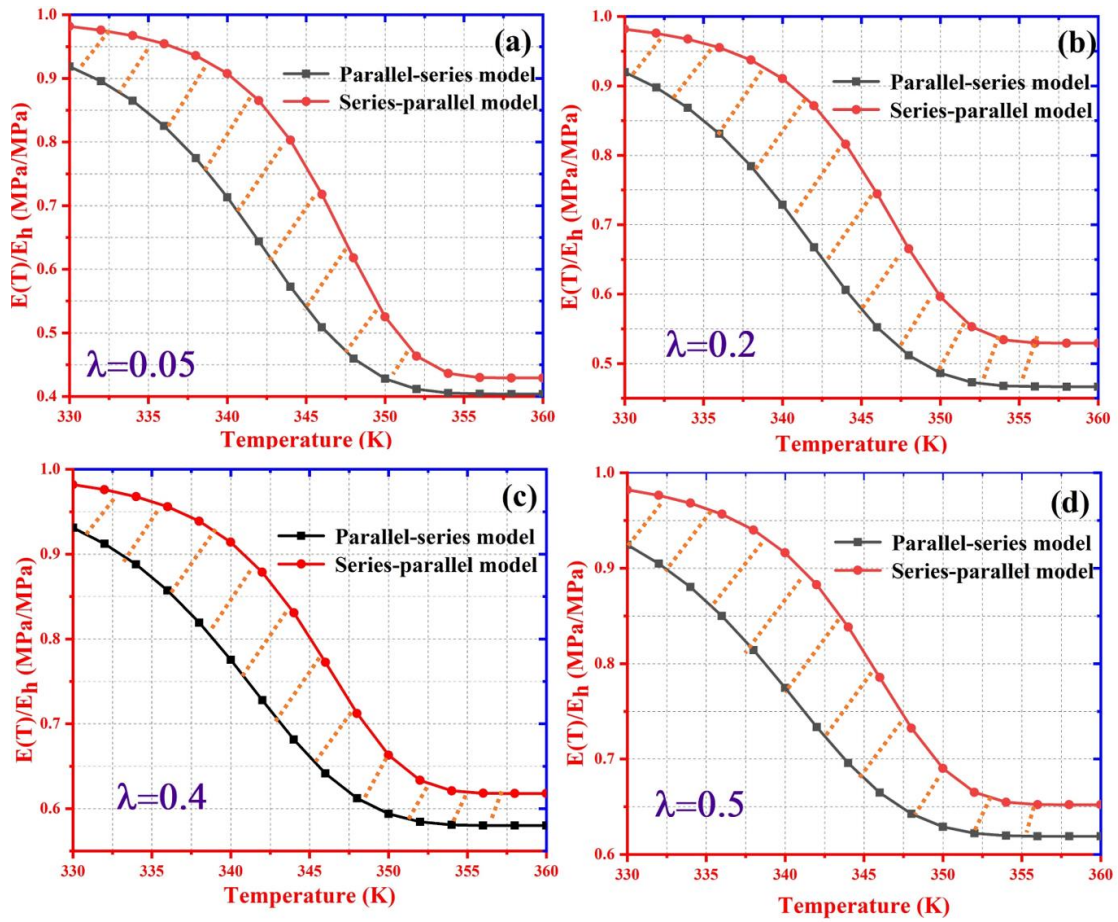 (a)
Parallel-series model
Series-parallel model
E(T)/E_h (MPa/MPa)
1.0
0.9
0.8
0.7
0.6
0.5
0.4
λ=0.05
330 335 340 345 350 355 360
Temperature (K)
(b)
Parallel-series model
Series-parallel model
E(T)/E_h (MPa/MPa)
1.0
0.9
0.8
0.7
0.6
0.5
λ=0.2
330 335 340 345 350 355 360
Temperature (K)
(c)
Parallel-series model
Series-parallel model
E(T)/E_h (MPa/MPa)
1.0
0.9
0.8
0.7
0.6
λ=0.4
330 335 340 345 350 355 360
Temperature (K)
(d)
Parallel-series model
Series-parallel model
E(T)/E_h (MPa/MPa)
1.0
0.9
0.8
0.7
0.6
λ=0.5
330 335 340 345 350 355 360
Temperature (K)